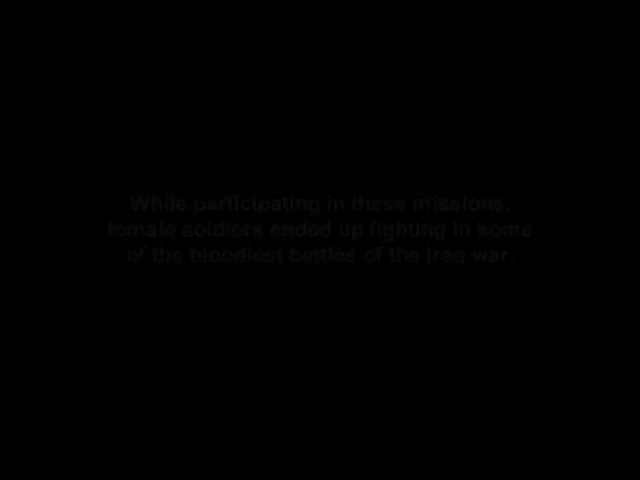 While participating in these missions,
female soldiers ended up fighting in some
of the bloodiest battles of the Iraq war.